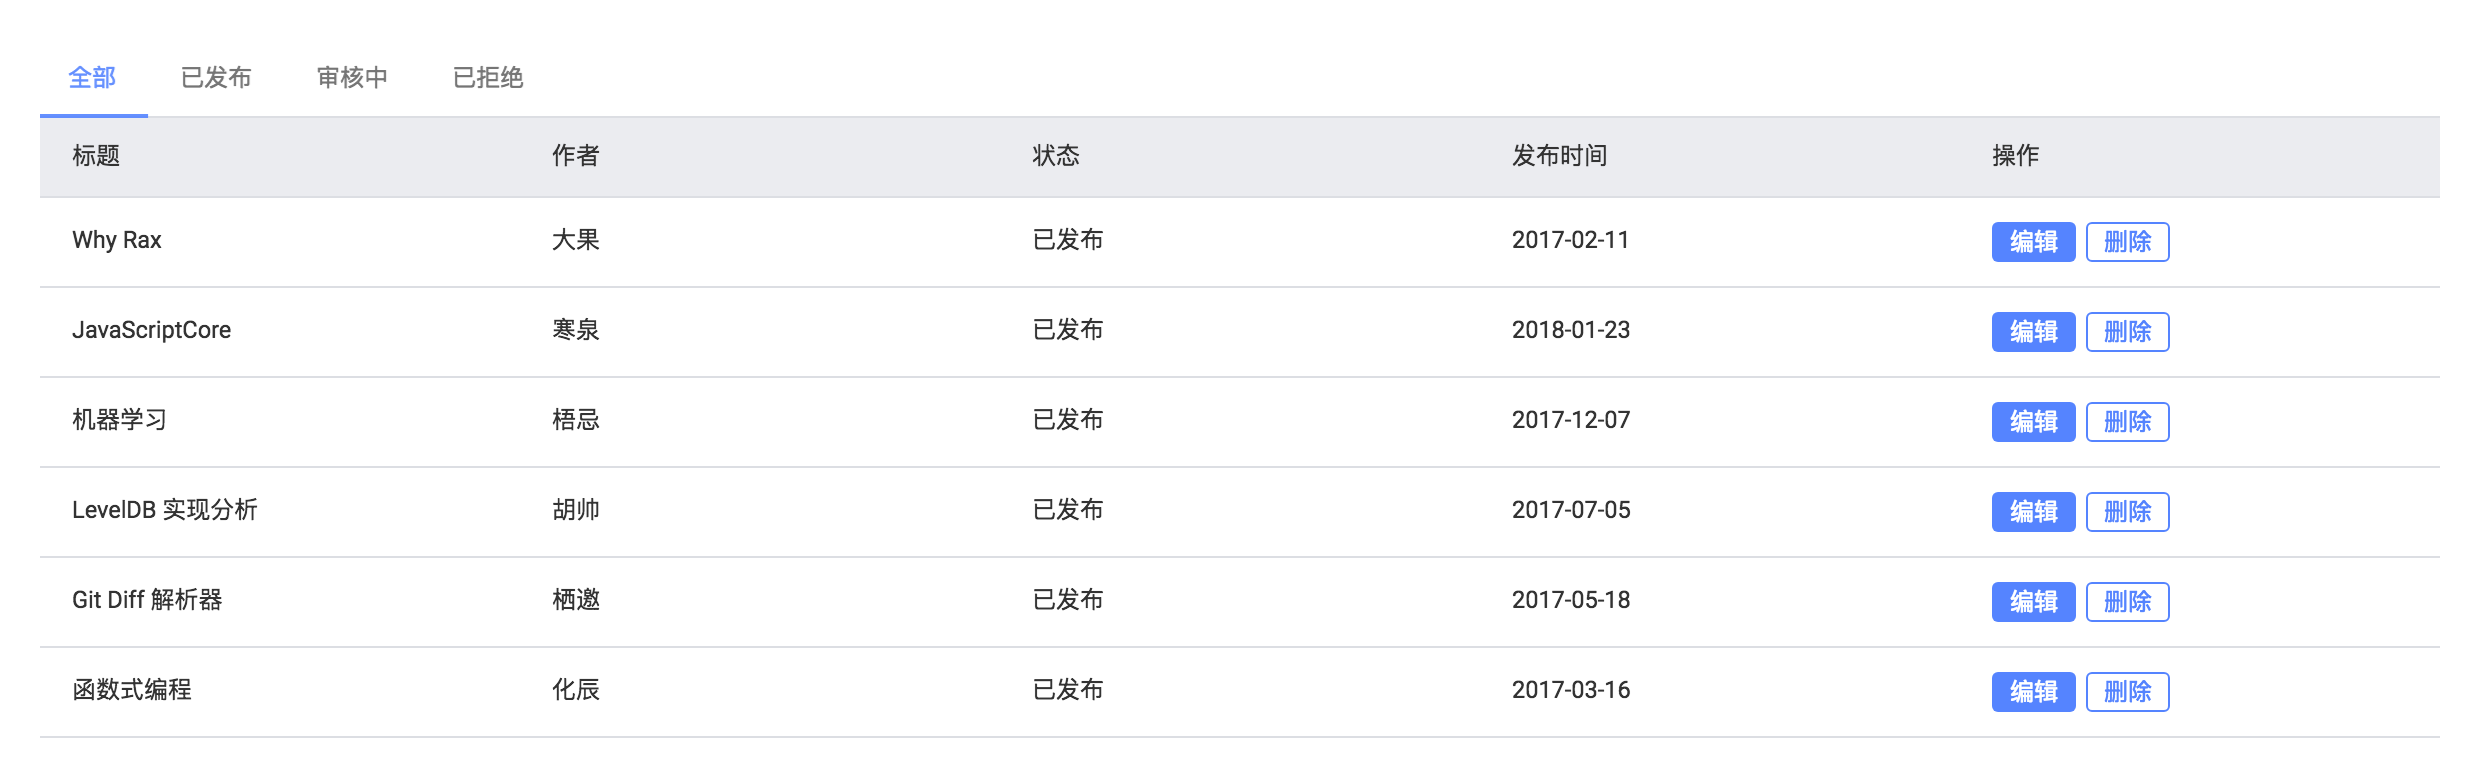 全部 已发布 审核中 已拒绝
标题 作者 状态 发布时间 操作
Why Rax 大果 已发布 2017-02-11 编辑 删除
JavaScriptCore 寒泉 已发布 2018-01-23 编辑 删除
机器学习 梧忌 已发布 2017-12-07 编辑 删除
LevelDB 实现分析 胡帅 已发布 2017-07-05 编辑 删除
Git Diff 解析器 栖邀 已发布 2017-05-18 编辑 删除
函数式编程 化辰 已发布 2017-03-16 编辑 删除